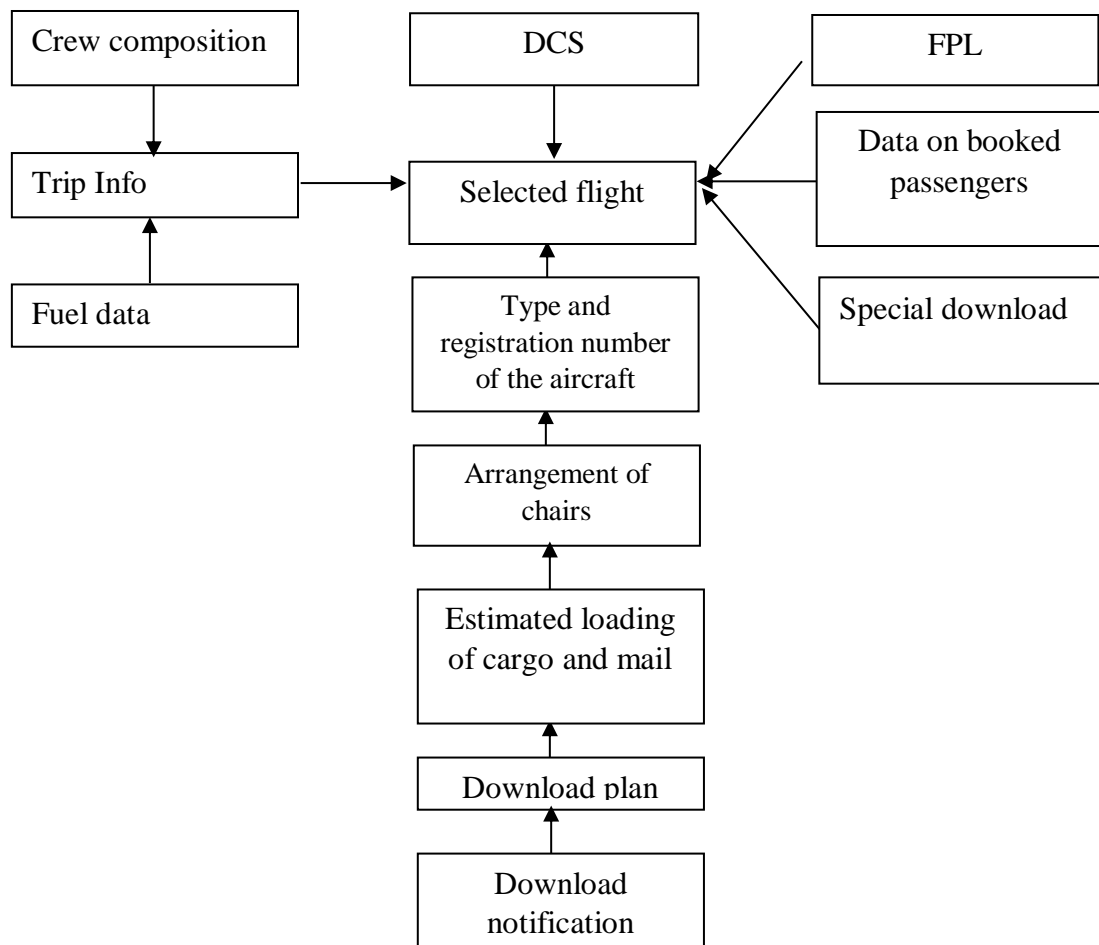 Crew composition
DCS
FPL
Trip Info
Selected flight
Data on booked
passengers
Fuel data
Type and
registration number
of the aircraft
Special download
Arrangement of
chairs
Estimated loading
of cargo and mail
Download plan
Download
notification